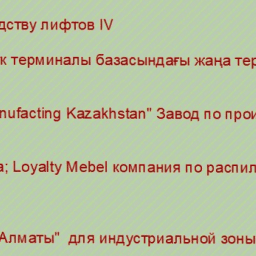 дству лифтов IV
к терминалы базасындағы жаңа тер
nufacting Kazakhstan" Завод по прои
а; Loyalty Mebel компания по распил
Алматы" для индустриальной зоны